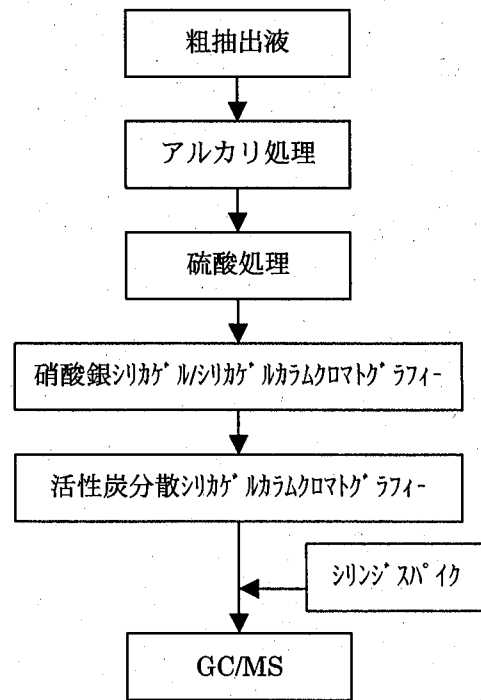 粗抽出液
アルカリ処理
硫酸処理
硝酸銀ｼﾘｶｹﾞﾙ/ｼﾘｶｹﾞﾙｶﾗﾑｸﾛﾏﾄｸﾞﾗﾌｨｰ
活性炭分散ｼﾘｶｹﾞﾙｶﾗﾑｸﾛﾏﾄｸﾞﾗﾌｨｰ
ｼﾘﾝｼﾞｽﾊﾟｲｸ
GC/MS